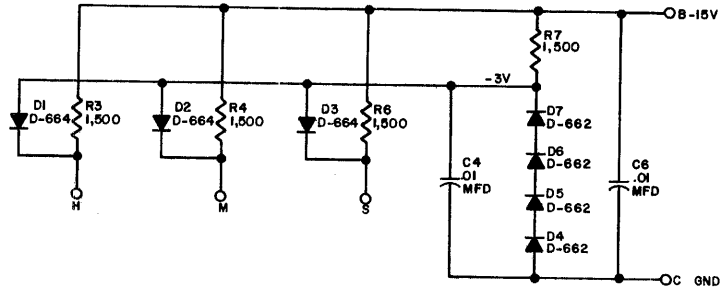 B-15V
R7
1,500
-3V
D1
D-664
R3
1,500
D2
D-664
R4
1,500
D3
D-664
R6
1,500
D7
D-662
D6
D-662
D5
D-662
D4
D-662
C4
.01
MFD
C6
.01
MFD
H
M
S
C GND